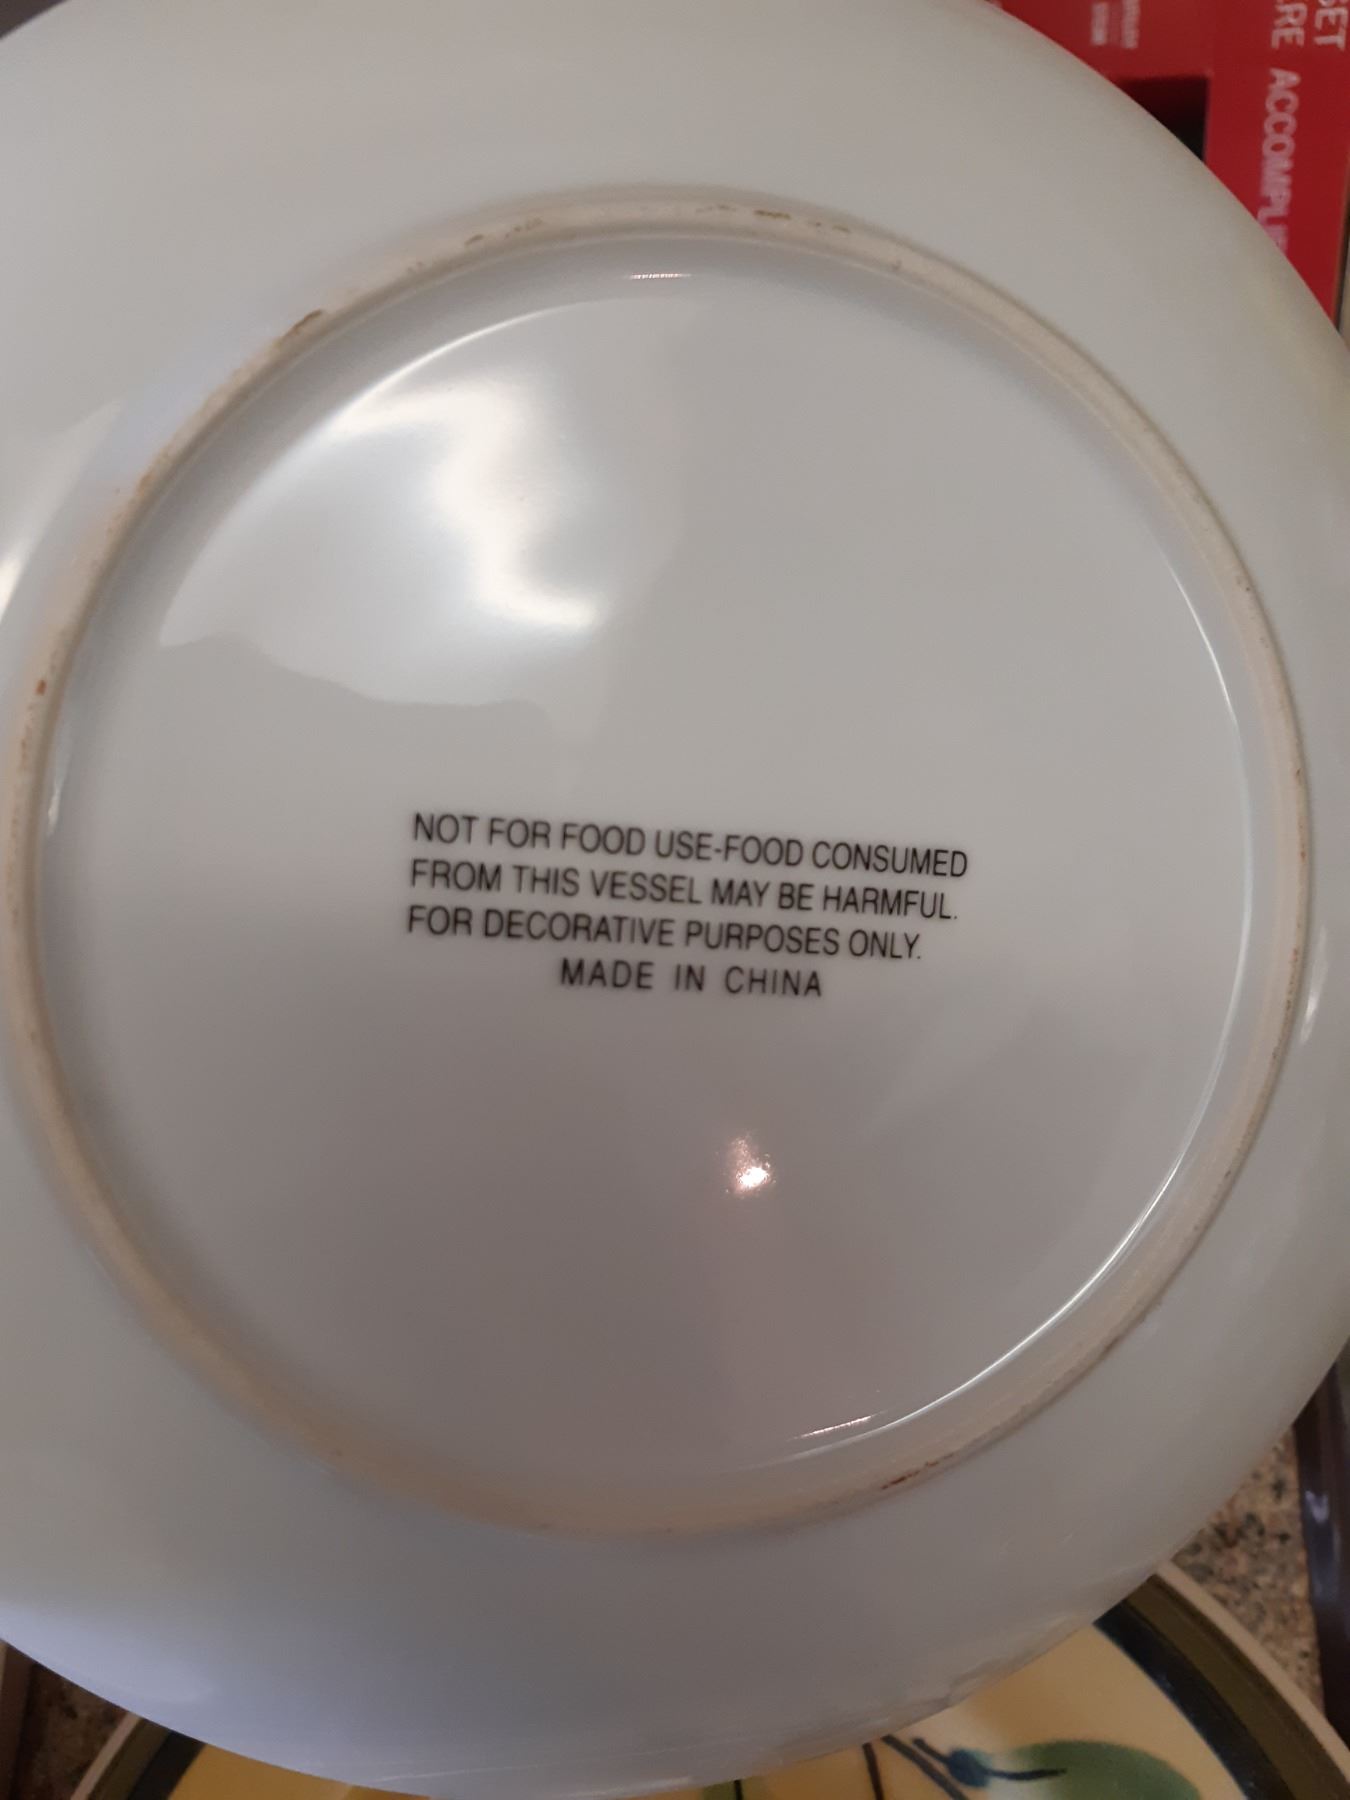 NOT FOR FOOD USE-FOOD CONSUMED
FROM THIS VESSEL MAY BE HARMFUL.
FOR DECORATIVE PURPOSES ONLY.
MADE IN CHINA
SET